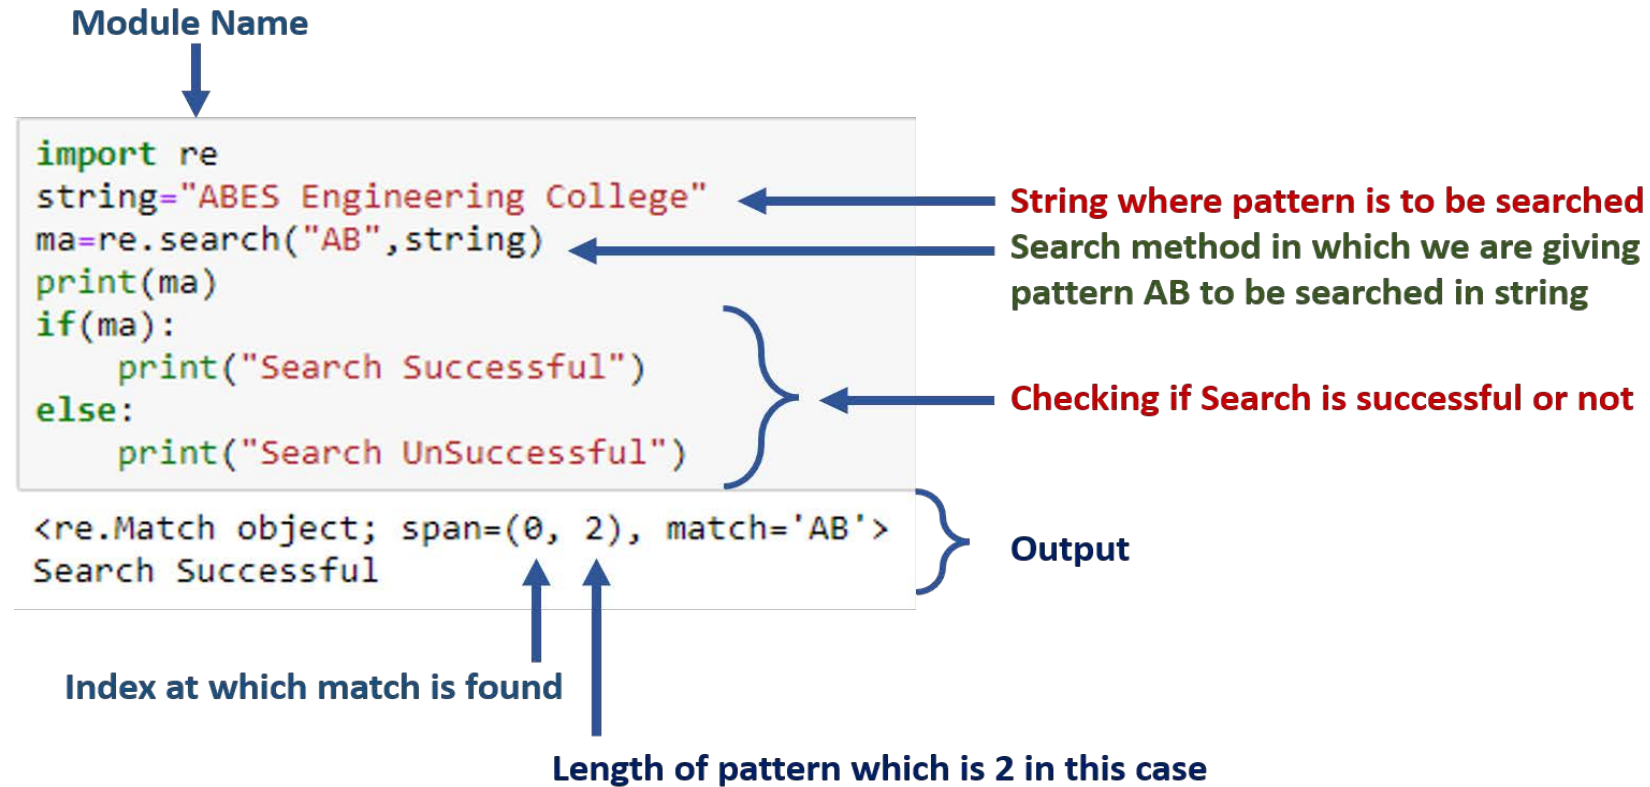 Module Name
import re
string="ABES Engineering College"
ma=re.search("AB",string)
print(ma)
if(ma):
    print("Search Successful")
else:
    print("Search UnSuccessful")
String where pattern is to be searched
Search method in which we are giving
pattern AB to be searched in string
Checking if Search is successful or not
<re.Match object; span=(0, 2), match='AB'>
Search Successful
Output
Index at which match is found
Length of pattern which is 2 in this case